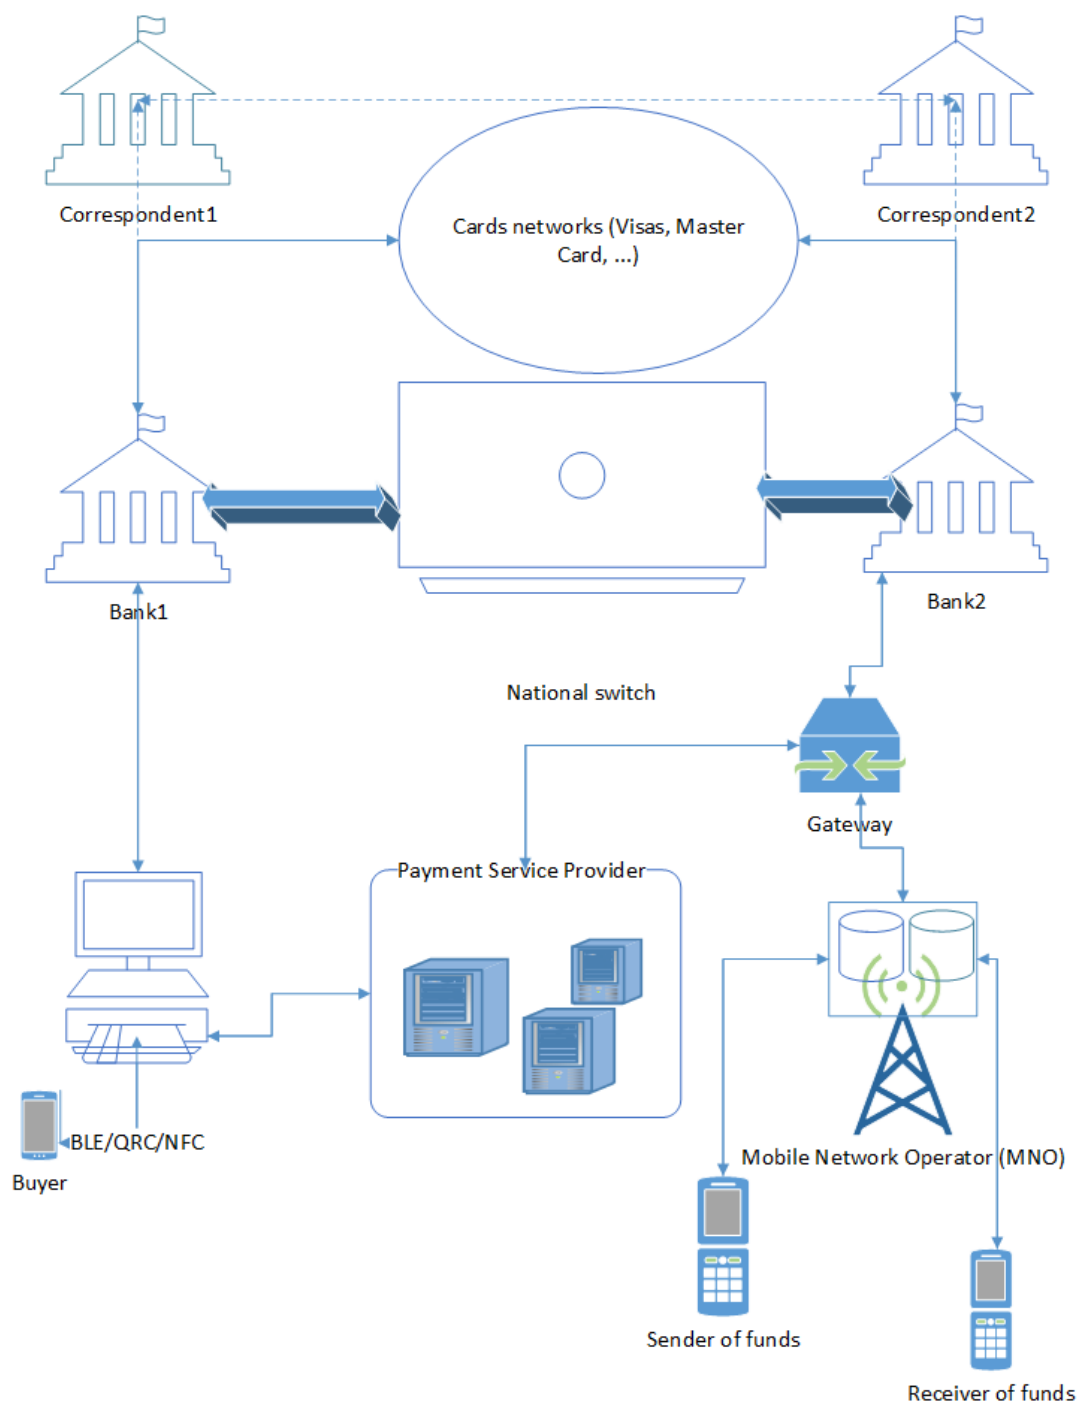 Correspondent1
Correspondent2
Cards networks (Visas, Master
Card, ...)
Bank1
Bank2
National switch
Gateway
Payment Service Provider
BLE/QRC/NFC
Buyer
Mobile Network Operator (MNO)
Sender of funds
Receiver of funds